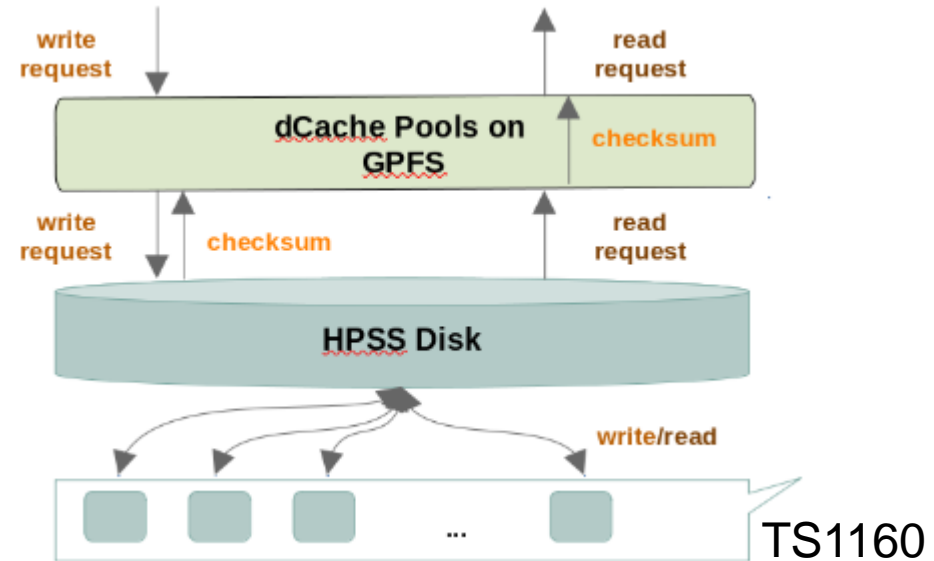 write
request
read
request
dCache Pools on
GPFS
checksum
write
request
checksum
read
request
HPSS Disk
write/read
...
TS1160